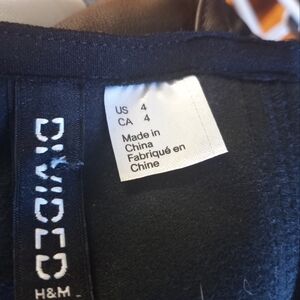 US 4
CA 4
Made in
China
Fabriqué en
Chine
DIVIDED
H&M